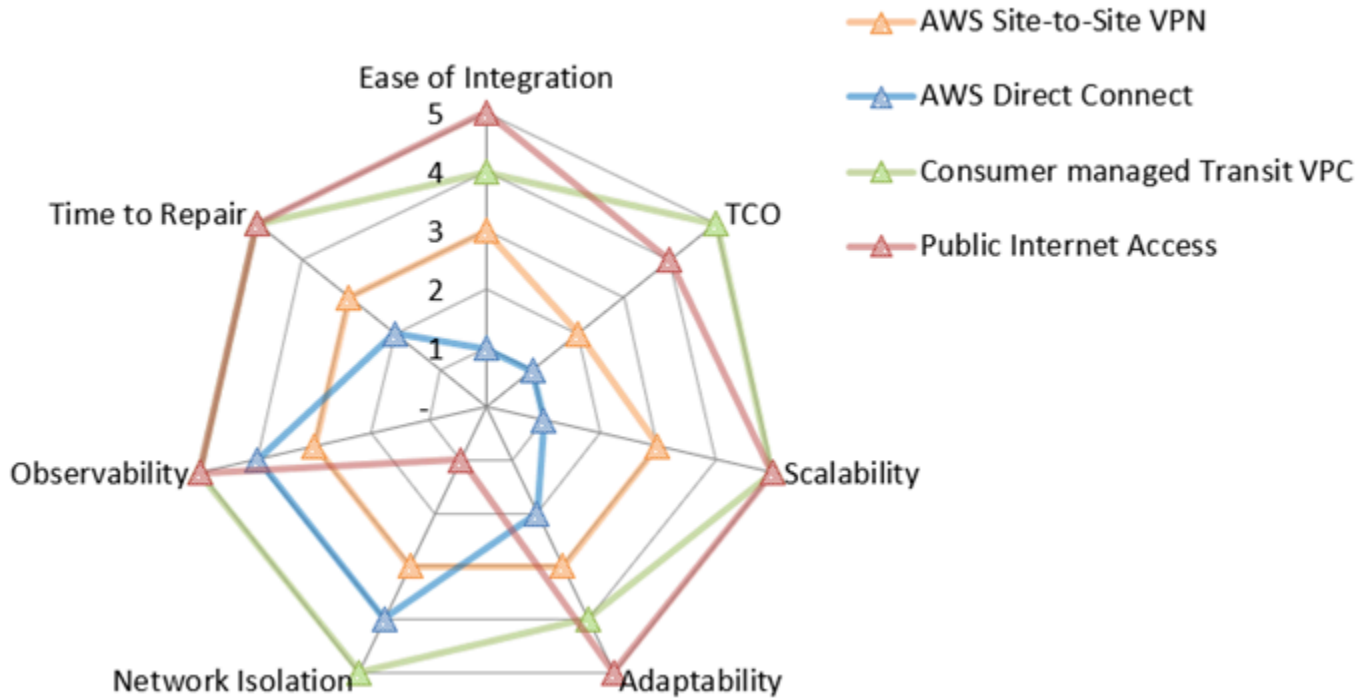 AWS Site-to-Site VPN
AWS Direct Connect
Consumer managed Transit VPC
Public Internet Access
Ease of Integration
5
4
3
2
1
-
TCO
Scalability
Adaptability
Network Isolation
Observability
Time to Repair